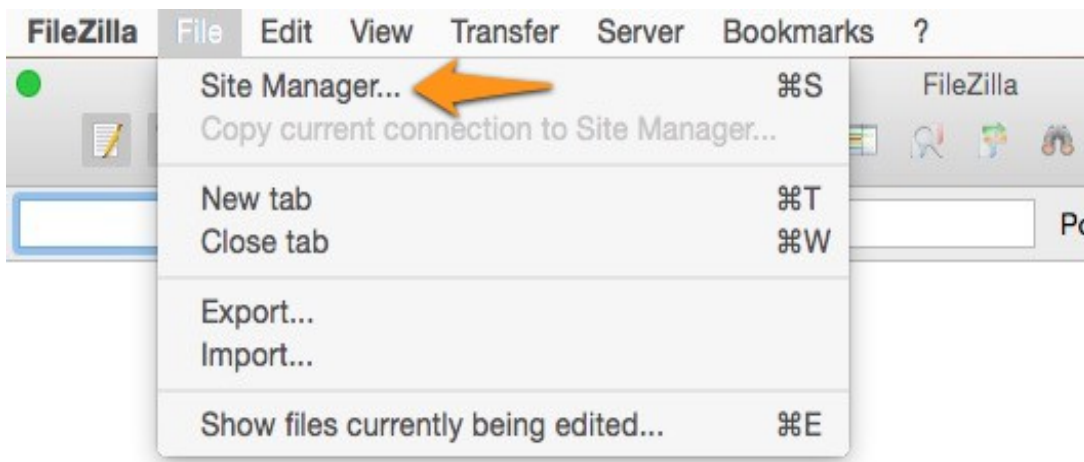 FileZilla File Edit View Transfer Server Bookmarks ?
Site Manager... ⌘S FileZilla
Copy current connection to Site Manager...
New tab ⌘T
Po
Close tab ⌘W
Export...
Import...
Show files currently being edited... ⌘E